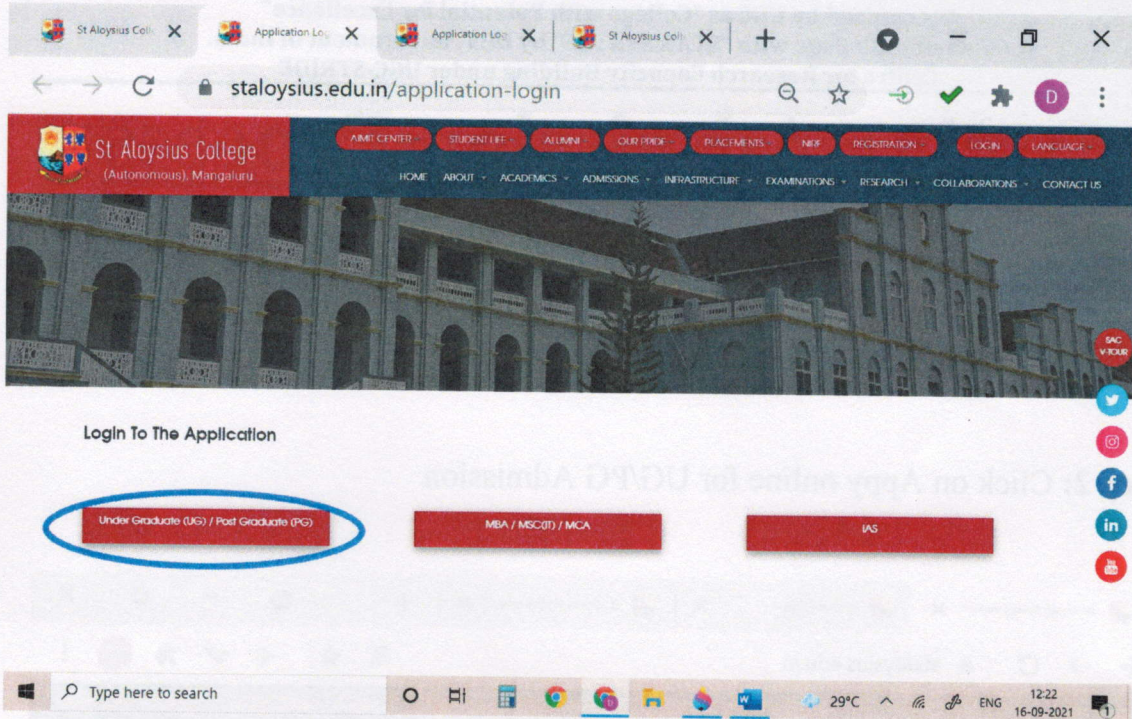 St Aloysius Coll
Application Log
Application Log
St Aloysius Coll
staloysius.edu.in/application-login
D
St Aloysius College
(Autonomous), Mangaluru
AIMIT CENTER
STUDENT LIFE
ALUMNI
OUR PRIDE
PLACEMENTS
NIRF
REGISTRATION
LOGIN
LANGUAGE
HOME
ABOUT
ACADEMICS
ADMISSIONS
INFRASTRUCTURE
EXAMINATIONS
RESEARCH
COLLABORATIONS
CONTACT US
SAC
V-TOUR
Login To The Application
2: Click on Appy online for UG/PG Admission
Under Graduate (UG) / Post Graduate (PG)
MBA / MSC(IT) / MCA
IAS
Type here to search
29°C
ENG
12:22
16-09-2021
1